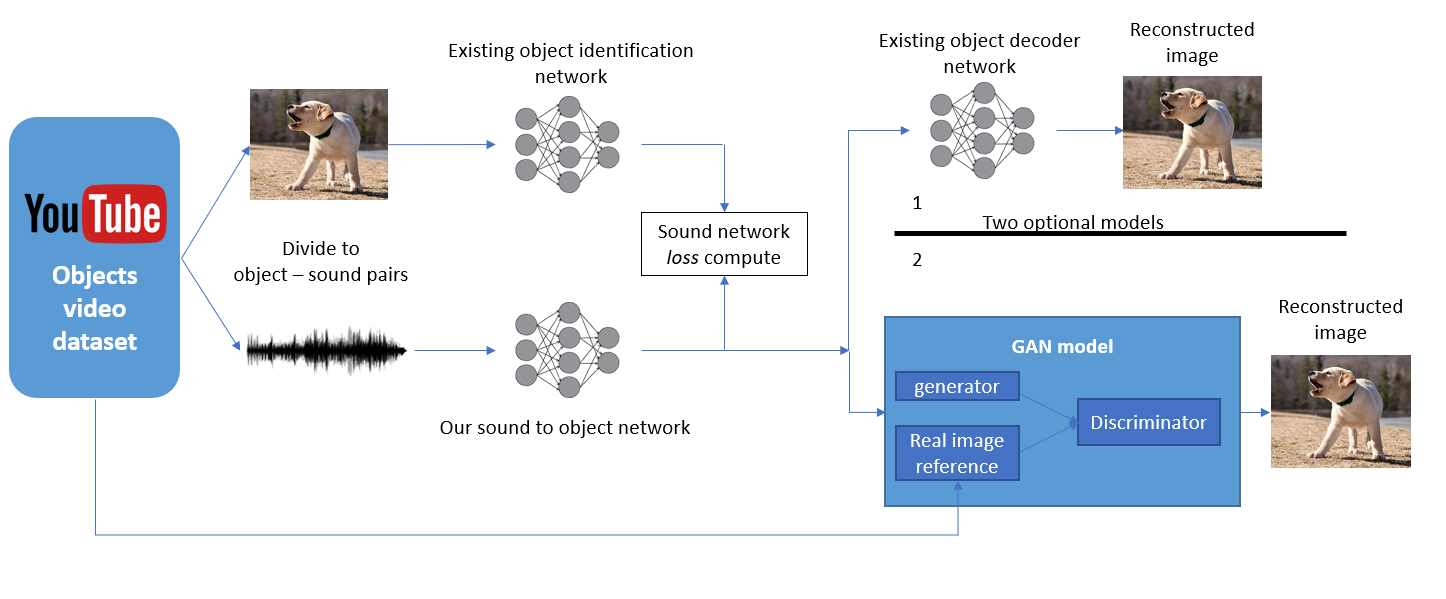 YouTube
Objects
video
dataset
Divide to
object – sound pairs
Existing object identification
network
Our sound to object network
Sound network
loss compute
Existing object decoder
network
Reconstructed
image
1
Two optional models
2
GAN model
generator
Real image
reference
Discriminator
Reconstructed
image